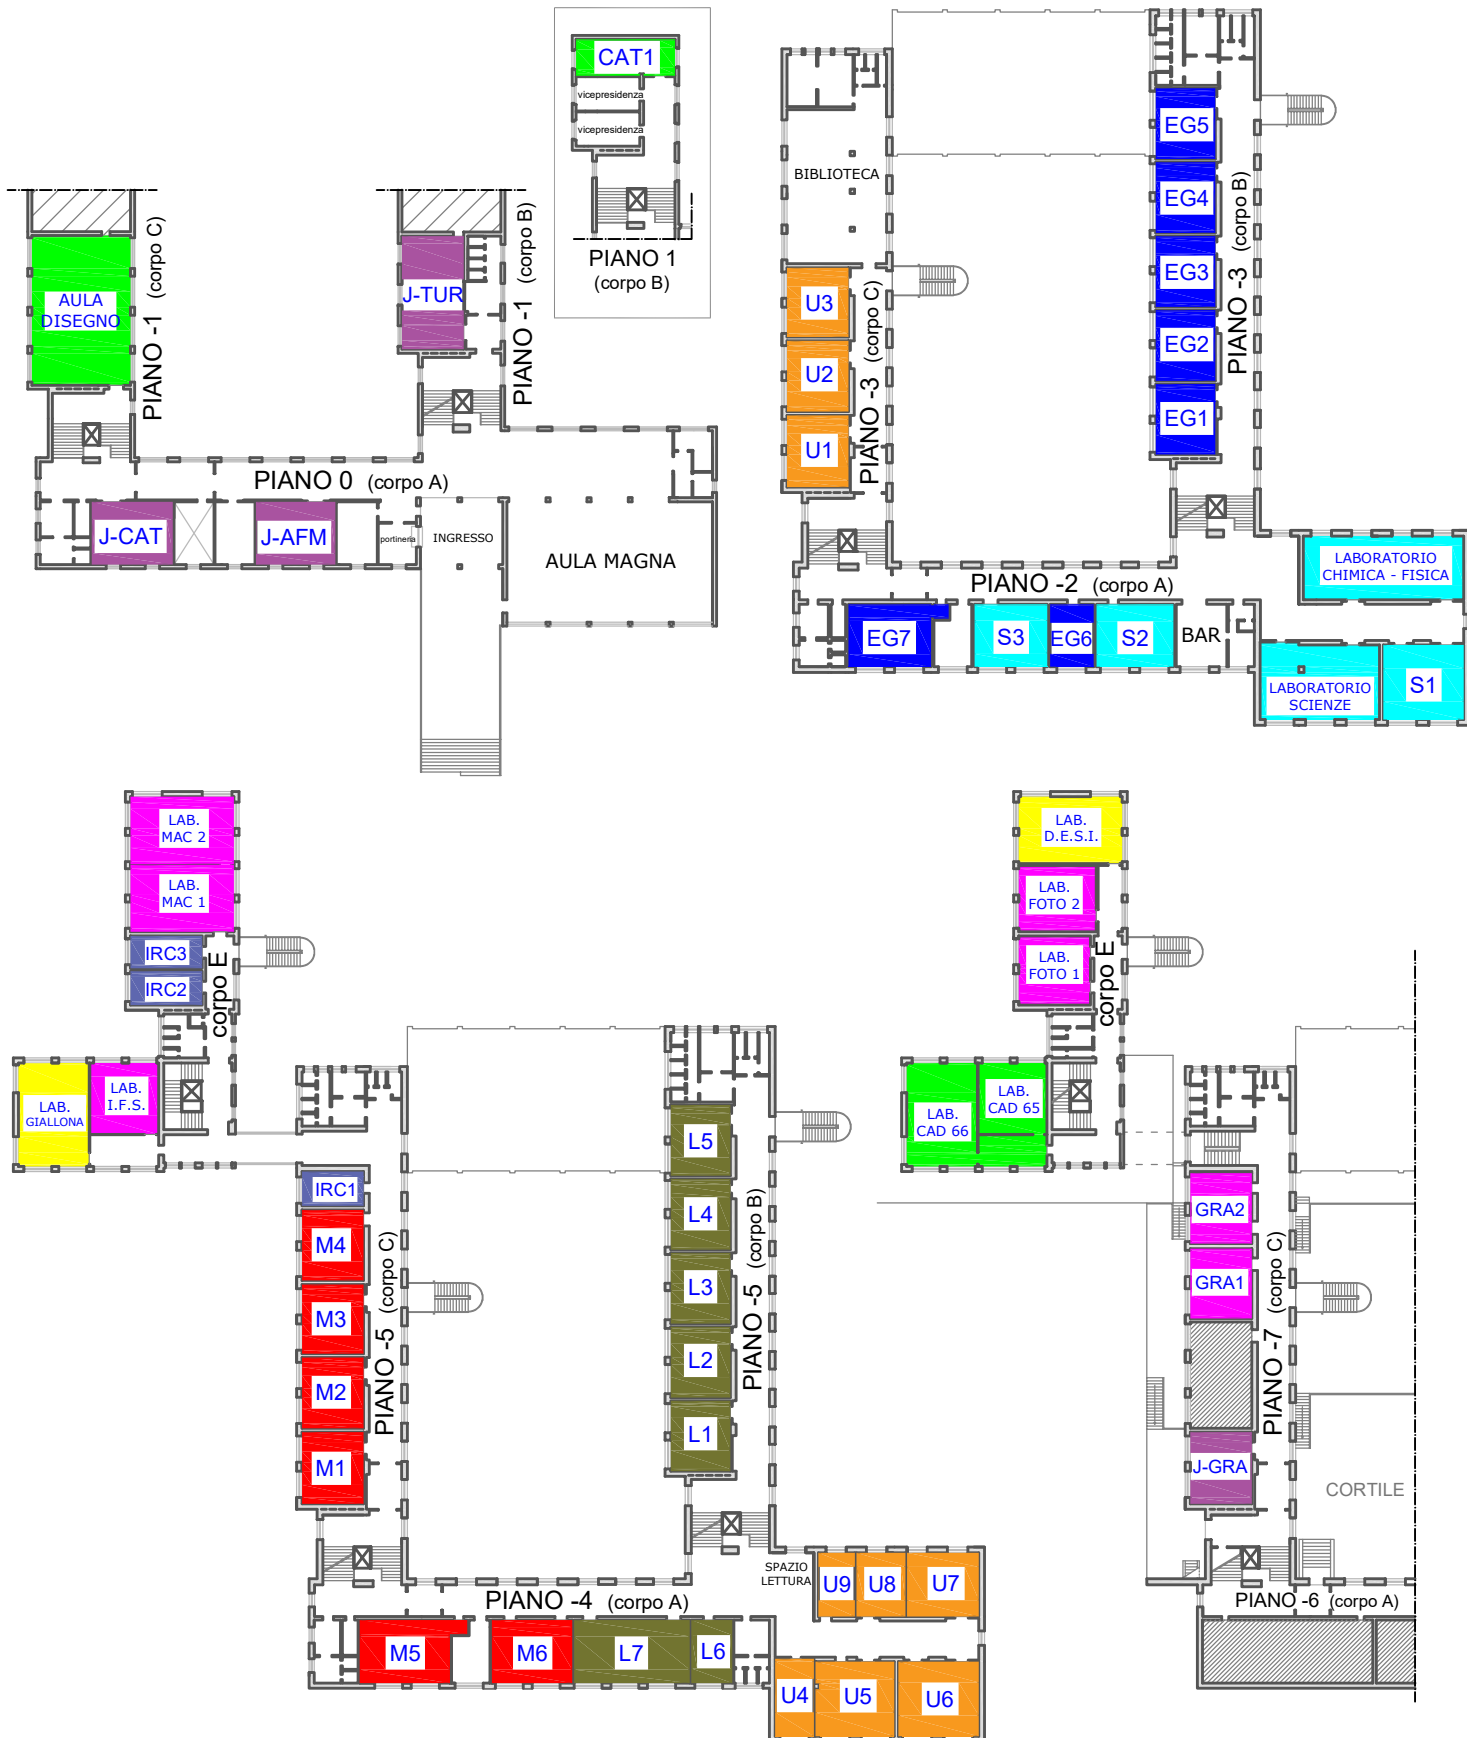 CAT1
vicepresidenza
vicepresidenza
PIANO 1
(corpo B)
AULA
DISEGNO
PIANO -1 (corpo C)
J-TUR
PIANO -1 (corpo B)
PIANO 0 (corpo A)
J-CAT
J-AFM
portineria
INGRESSO
AULA MAGNA
BIBLIOTECA
U3
U2
U1
PIANO -3 (corpo C)
EG5
EG4
EG3
EG2
EG1
PIANO -3 (corpo B)
PIANO -2 (corpo A)
EG7
S3
EG6
S2
BAR
LABORATORIO
CHIMICA - FISICA
LABORATORIO
SCIENZE
S1
LAB.
MAC 2
LAB.
MAC 1
IRC3
IRC2
corpo E
LAB.
GIALLONA
LAB.
I.F.S.
IRC1
M4
M3
M2
M1
PIANO -5 (corpo C)
L5
L4
L3
L2
L1
PIANO -5 (corpo B)
PIANO -4 (corpo A)
M5
M6
L7
L6
SPAZIO
LETTURA
U9
U8
U7
U4
U5
U6
LAB.
D.E.S.I.
LAB.
FOTO 2
LAB.
FOTO 1
corpo E
LAB.
CAD 66
LAB.
CAD 65
GRA2
GRA1
J-GRA
PIANO -7 (corpo C)
CORTILE
PIANO -6 (corpo A)